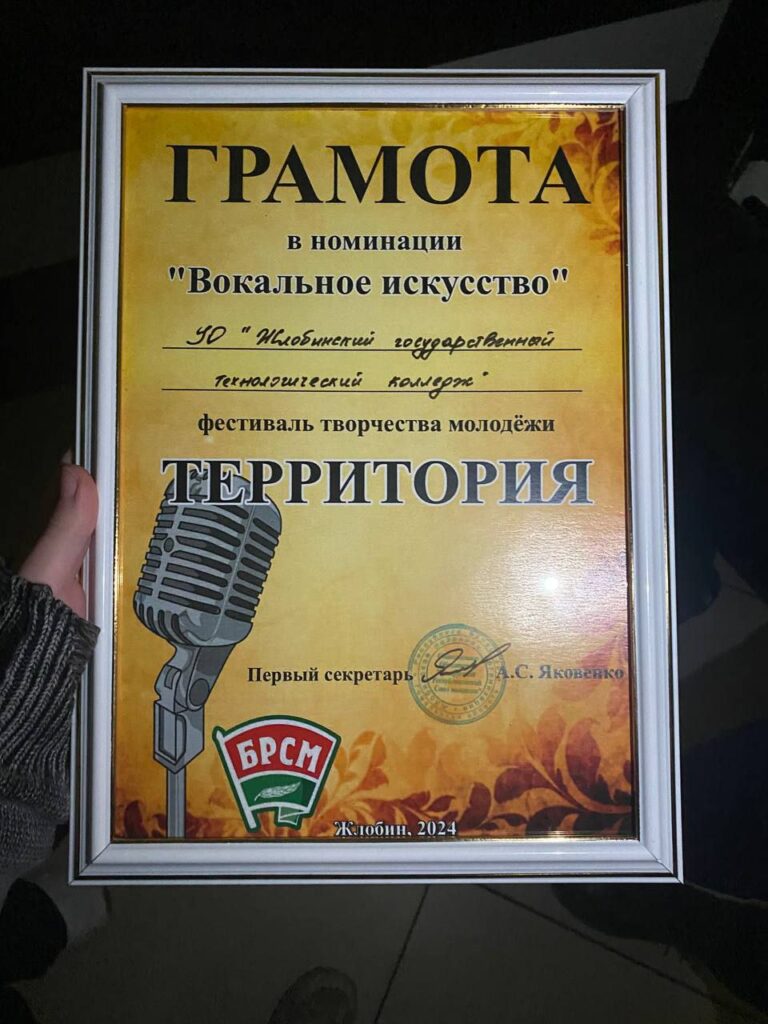 ГРАМОТА
в номинации
"Вокальное искусство"
УО "Жлобинский государственный
технологический колледж"
фестиваль творчества молодёжи
ТЕРРИТОРИЯ
Первый секретарь А.С. Яковенко
БРСМ
Жлобин, 2024